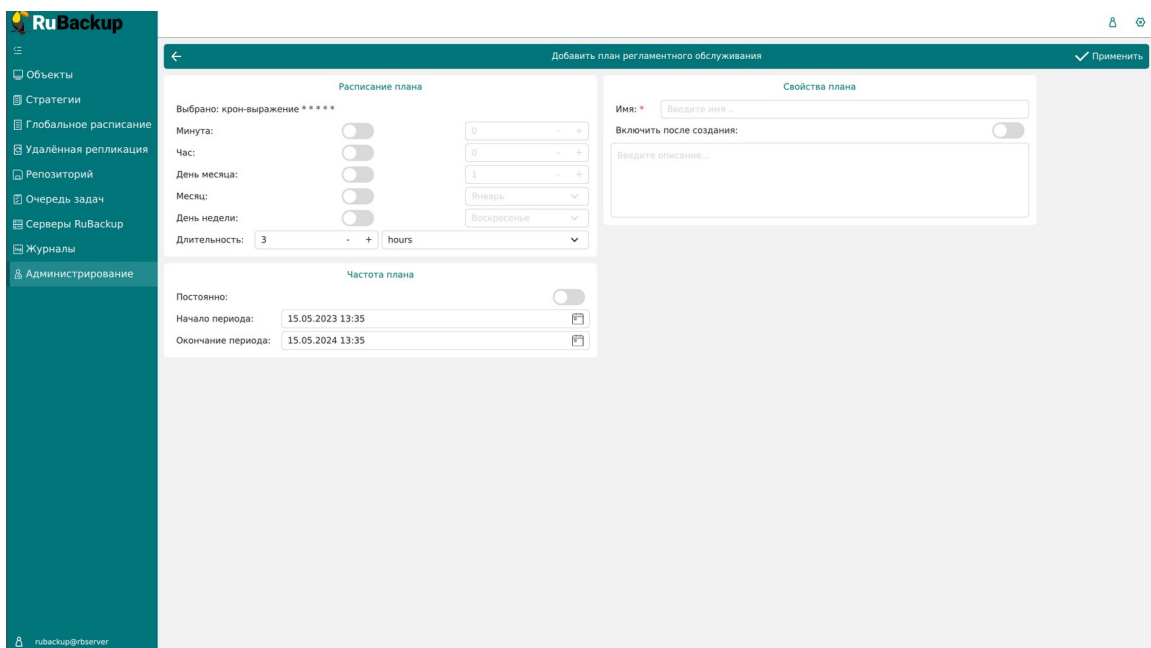 RuBackup
Объекты
Стратегии
Глобальное расписание
Удалённая репликация
Репозиторий
Очередь задач
Серверы RuBackup
Журналы
Администрирование
rubackup@rbserver
Добавить план регламентного обслуживания
Применить
Расписание плана
Выбрано: крон-выражение * * * * *
Минута: 0 - +
Час: 0 - +
День месяца: 1 - +
Месяц: Январь
День недели: Воскресенье
Длительность: 3 - + hours
Частота плана
Постоянно:
Начало периода: 15.05.2023 13:35
Окончание периода: 15.05.2024 13:35
Свойства плана
Имя: * Введите имя ..
Включить после создания:
Введите описание...